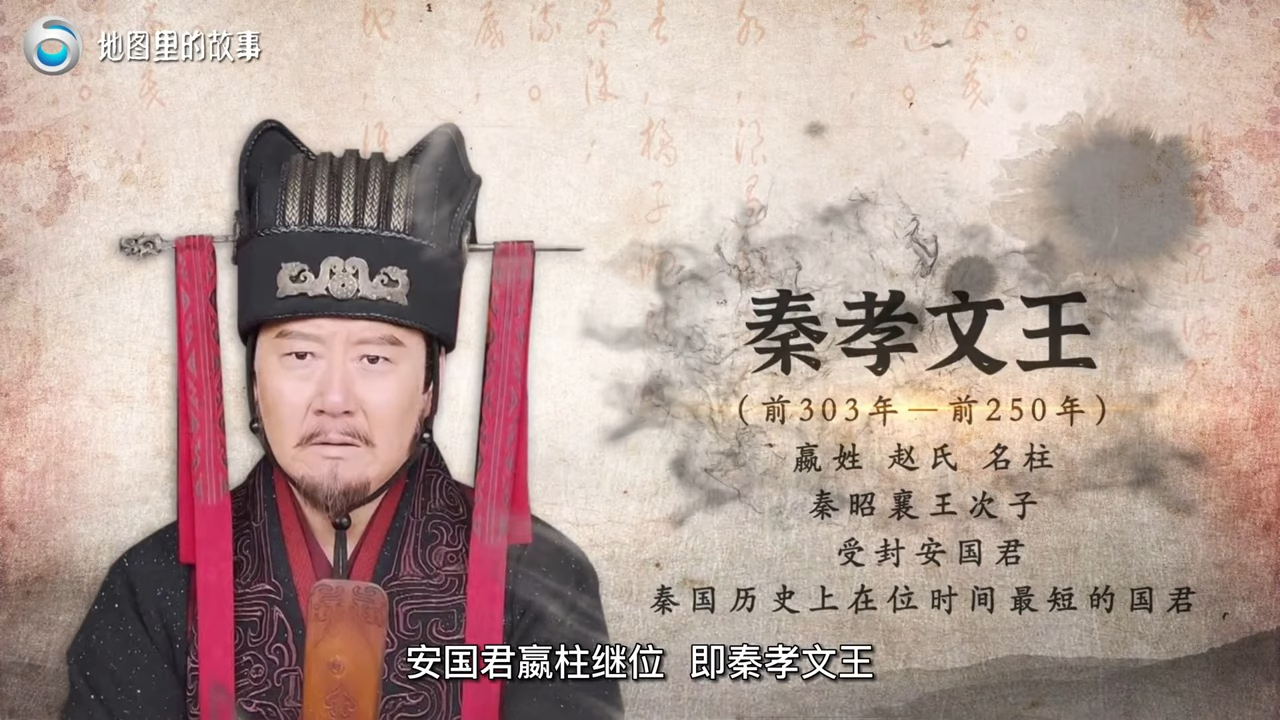 地图里的故事
秦孝文王
（前303年—前250年）
嬴姓 赵氏 名柱
秦昭襄王次子
受封安国君
秦国历史上在位时间最短的国君
安国君嬴柱继位 即秦孝文王